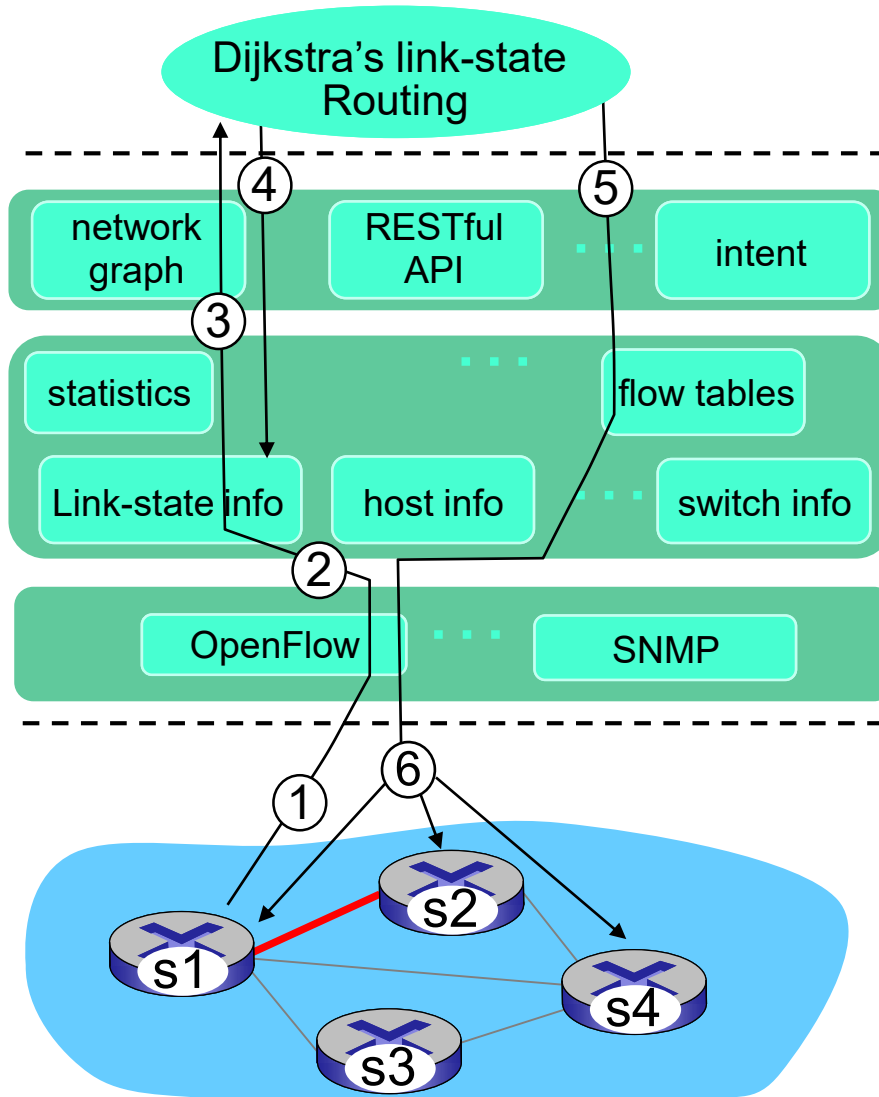 Dijkstra’s link-state
Routing
4
5
network
graph
RESTful
API
intent
3
statistics
flow tables
Link-state info
host info
switch info
2
OpenFlow
SNMP
6
1
s2
s1
s4
s3